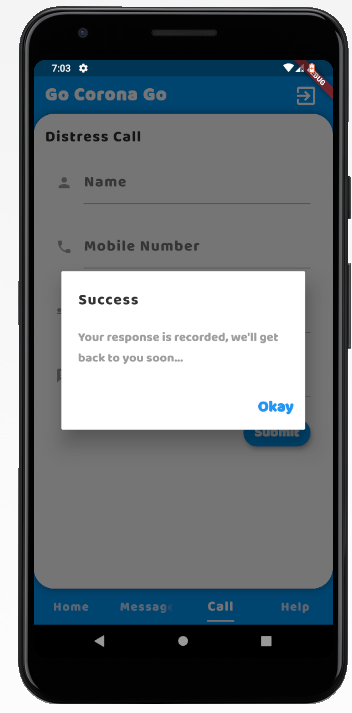 7:03
DEBUG
Go Corona Go
Distress Call
Name
Mobile Number
Success
Your response is recorded, we'll get
back to you soon...
Okay
Submit
Home Message Call Help